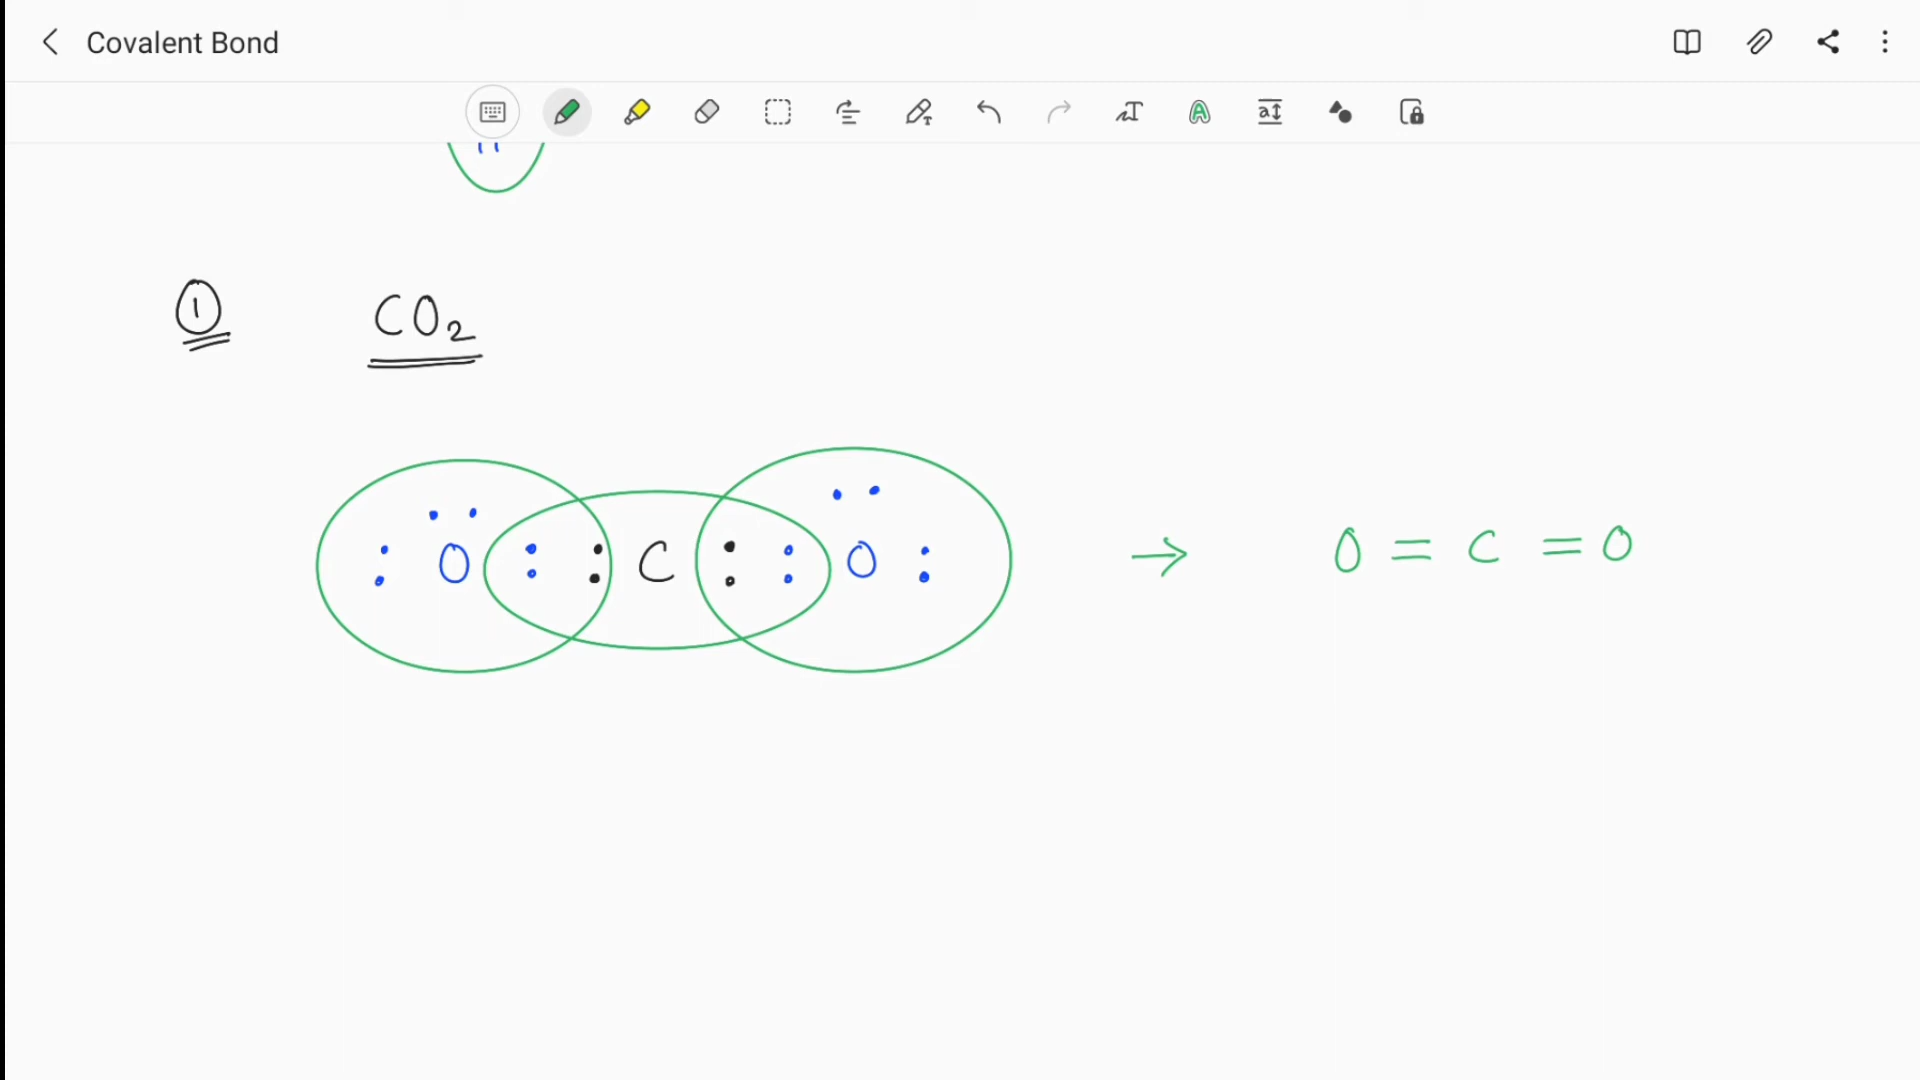 Covalent Bond
① CO₂
:O: :C: :O: → O = C = O